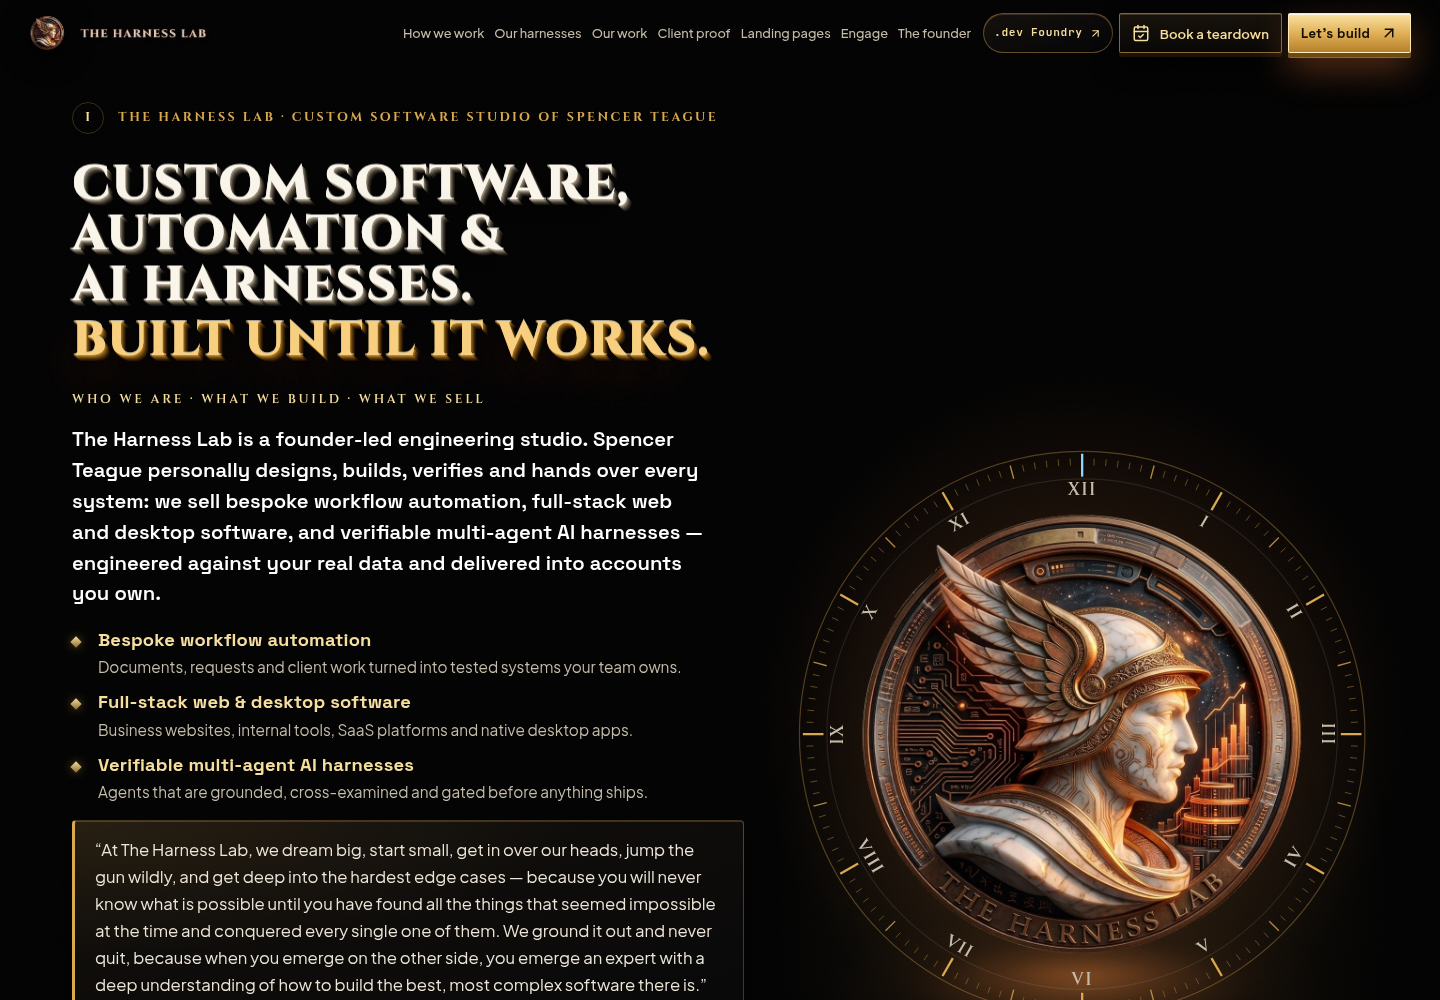 THE HARNESS LAB
How we work Our harnesses Our work Client proof Landing pages Engage The founder .dev Foundry Book a teardown Let's build
I THE HARNESS LAB · CUSTOM SOFTWARE STUDIO OF SPENCER TEAGUE
CUSTOM SOFTWARE,
AUTOMATION &
AI HARNESSES.
BUILT UNTIL IT WORKS.
WHO WE ARE · WHAT WE BUILD · WHAT WE SELL
The Harness Lab is a founder-led engineering studio. Spencer
Teague personally designs, builds, verifies and hands over every
system: we sell bespoke workflow automation, full-stack web
and desktop software, and verifiable multi-agent AI harnesses —
engineered against your real data and delivered into accounts
you own.
Bespoke workflow automation
Documents, requests and client work turned into tested systems your team owns.
Full-stack web & desktop software
Business websites, internal tools, SaaS platforms and native desktop apps.
Verifiable multi-agent AI harnesses
Agents that are grounded, cross-examined and gated before anything ships.
“At The Harness Lab, we dream big, start small, get in over our heads, jump the
gun wildly, and get deep into the hardest edge cases — because you will never
know what is possible until you have found all the things that seemed impossible
at the time and conquered every single one of them. We ground it out and never
quit, because when you emerge on the other side, you emerge an expert with a
deep understanding of how to build the best, most complex software there is.”
XII
I
II
III
IV
V
VI
VII
VIII
IX
X
XI
THE HARNESS LAB